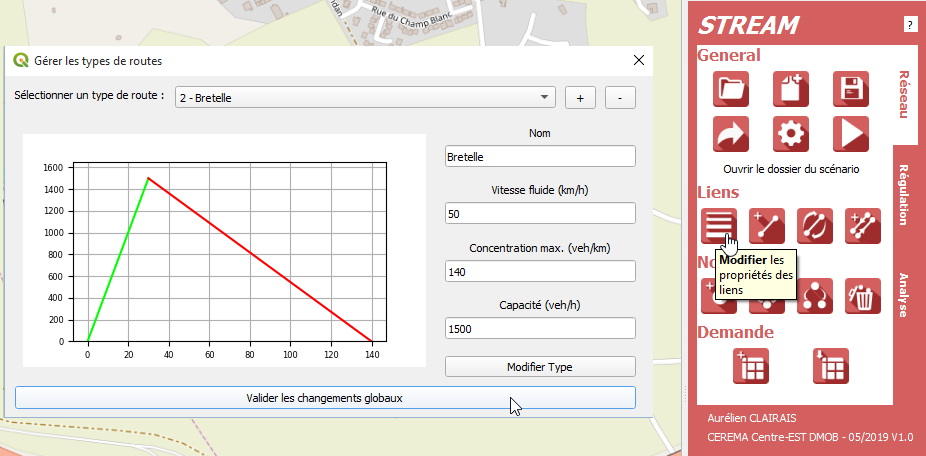 Rue du Champ Blanc
Gérer les types de routes
Sélectionner un type de route :
2 - Bretelle
+
-
1600
1400
1200
1000
800
600
400
200
0
0 20 40 60 80 100 120 140
Nom
Bretelle
Vitesse fluide (km/h)
50
Concentration max. (veh/km)
140
Capacité (veh/h)
1500
Modifier Type
Valider les changements globaux
STREAM
?
General
Ouvrir le dossier du scénario
Liens
Modifier les
propriétés des
liens
Demande
Réseau
Régulation
Analyse
Aurélien CLAIRAIS
CEREMA Centre-EST DMOB - 05/2019 V1.0